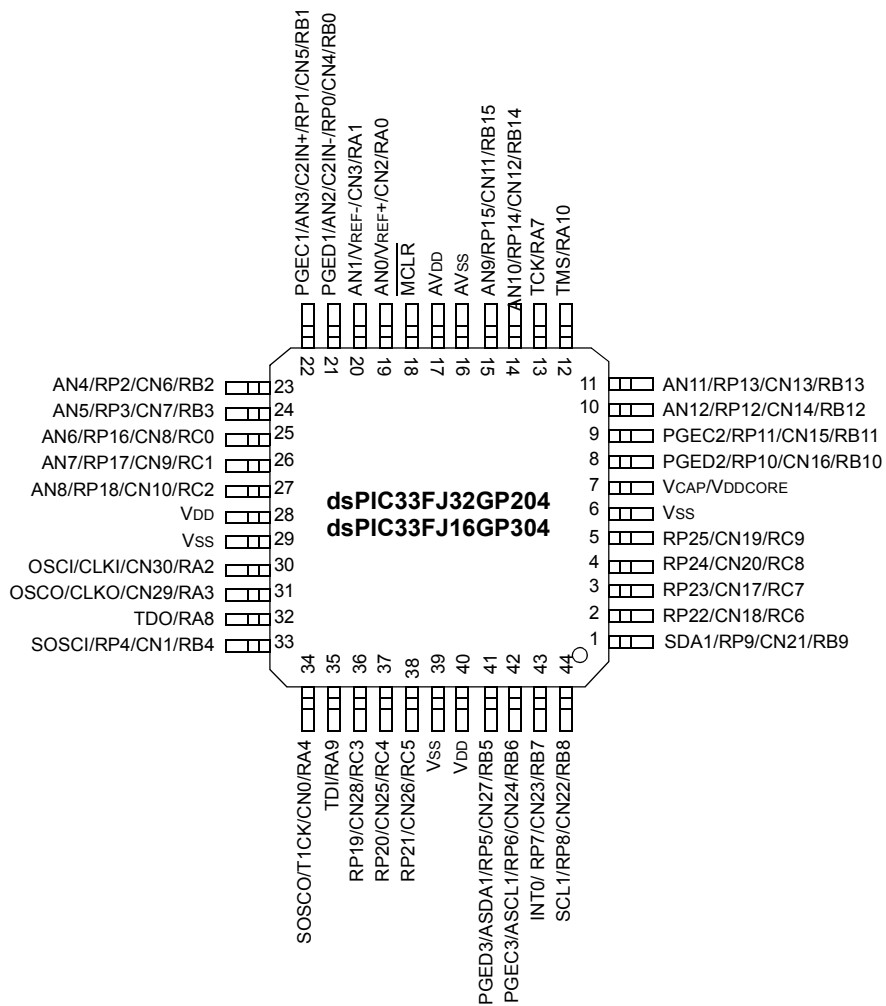 PGEC1/AN3/C2IN+/RP1/CN5/RB1
PGED1/AN2/C2IN-/RP0/CN4/RB0
AN1/VREF-/CN3/RA1
AN0/VREF+/CN2/RA0
MCLR
AVDD
AVSS
AN9/RP15/CN11/RB15
AN10/RP14/CN12/RB14
TCK/RA7
TMS/RA10
22
21
20
19
18
17
16
15
14
13
12
AN4/RP2/CN6/RB2 23
AN5/RP3/CN7/RB3 24
AN6/RP16/CN8/RC0 25
AN7/RP17/CN9/RC1 26
AN8/RP18/CN10/RC2 27
VDD 28
VSS 29
OSCI/CLKI/CN30/RA2 30
OSCO/CLKO/CN29/RA3 31
TDO/RA8 32
SOSCI/RP4/CN1/RB4 33
dsPIC33FJ32GP204
dsPIC33FJ16GP304
11 AN11/RP13/CN13/RB13
10 AN12/RP12/CN14/RB12
9 PGEC2/RP11/CN15/RB11
8 PGED2/RP10/CN16/RB10
7 VCAP/VDDCORE
6 VSS
5 RP25/CN19/RC9
4 RP24/CN20/RC8
3 RP23/CN17/RC7
2 RP22/CN18/RC6
1 SDA1/RP9/CN21/RB9
34
35
36
37
38
39
40
41
42
43
44
SOSCO/T1CK/CN0/RA4
TDI/RA9
RP19/CN28/RC3
RP20/CN25/RC4
RP21/CN26/RC5
VSS
VDD
PGED3/ASDA1/RP5/CN27/RB5
PGEC3/ASCL1/RP6/CN24/RB6
INT0/ RP7/CN23/RB7
SCL1/RP8/CN22/RB8